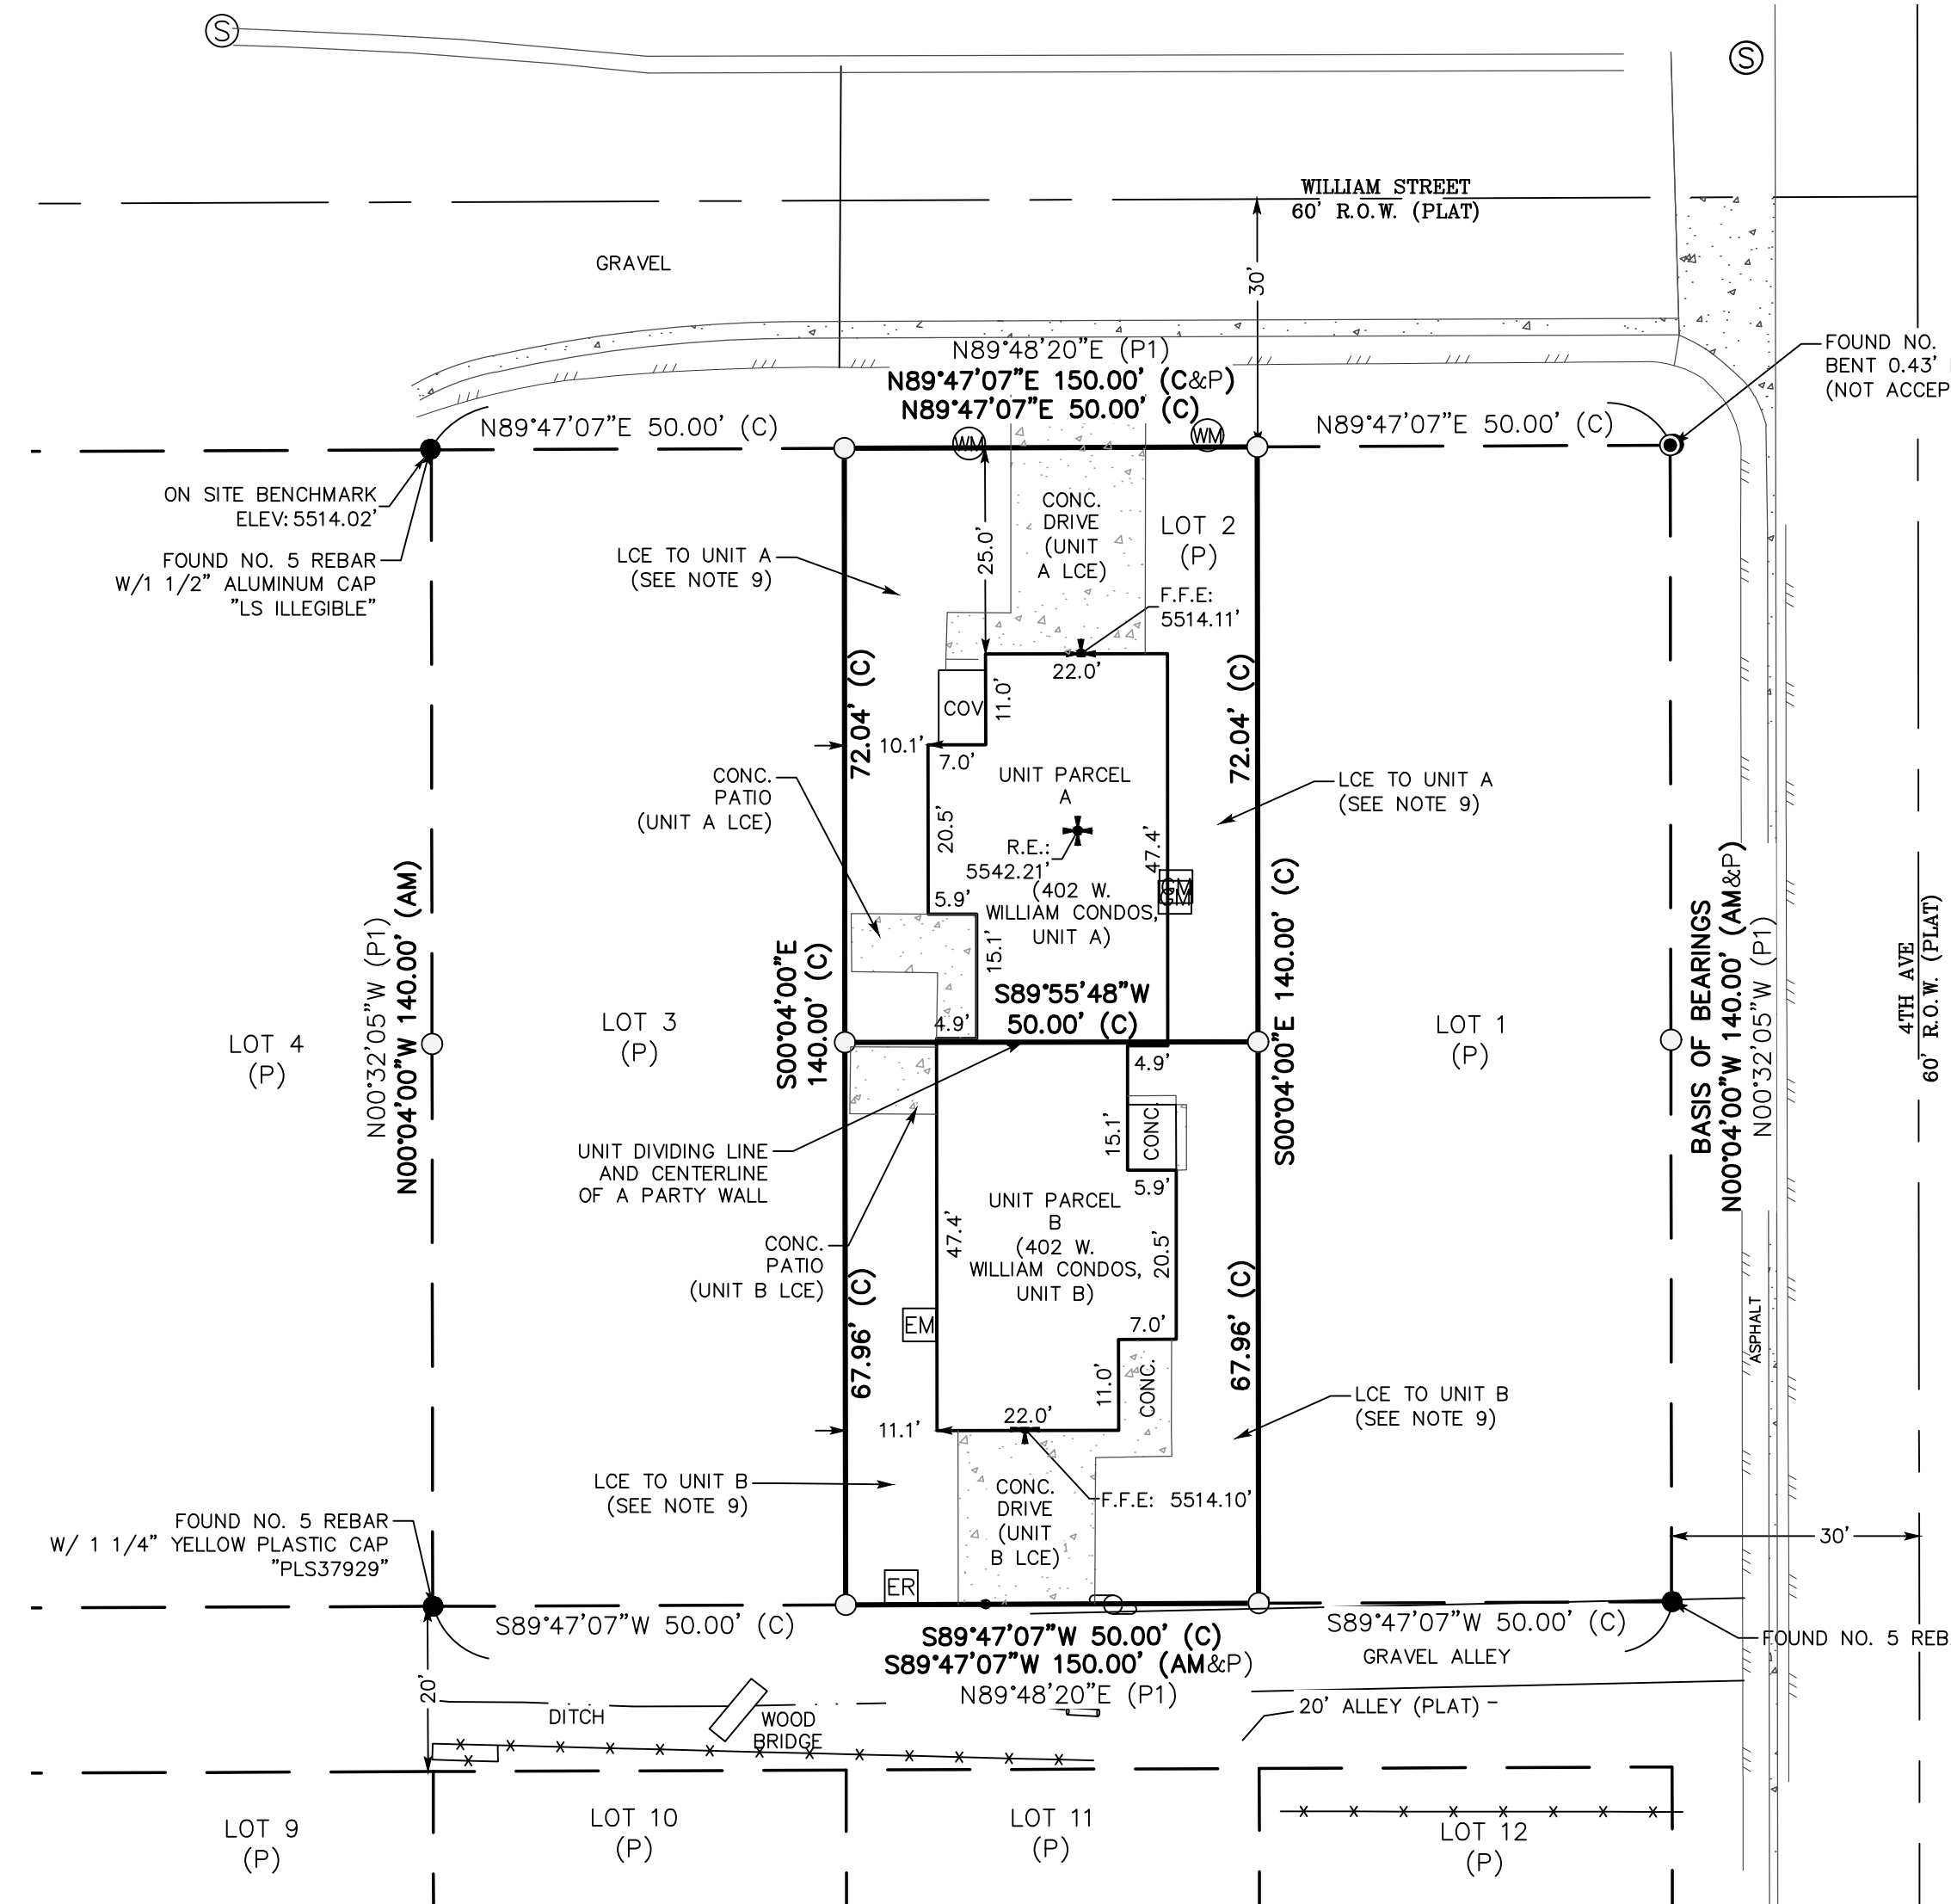 S
S
WILLIAM STREET
60' R.O.W. (PLAT)
GRAVEL
30'
FOUND NO.
BENT 0.43'
(NOT ACCEP
N89°48'20"E (P1)
N89°47'07"E 150.00' (C&P)
N89°47'07"E 50.00' (C)
N89°47'07"E 50.00' (C)
N89°47'07"E 50.00' (C)
WM
WM
ON SITE BENCHMARK
ELEV: 5514.02'
FOUND NO. 5 REBAR
W/1 1/2" ALUMINUM CAP
"LS ILLEGIBLE"
LCE TO UNIT A
(SEE NOTE 9)
25.0'
CONC.
DRIVE
(UNIT
A LCE)
LOT 2
(P)
F.F.E:
5514.11'
22.0'
72.04' (C)
COV
11.0'
72.04' (C)
10.1'
7.0'
CONC.
PATIO
(UNIT A LCE)
UNIT PARCEL
A
LCE TO UNIT A
(SEE NOTE 9)
20.5'
R.E.:
5542.21'
47.4'
GM
GM
(402 W.
WILLIAM CONDOS,
UNIT A)
5.9'
15.1'
S89°55'48"W
50.00' (C)
4.9'
N00°32'05"W (P1)
N00°04'00"W 140.00' (AM)
S00°04'00"E
140.00' (C)
S00°04'00"E 140.00' (C)
BASIS OF BEARINGS
N00°04'00"W 140.00' (AM&P)
N00°32'05"W (P1)
4TH AVE
60' R.O.W. (PLAT)
LOT 4
(P)
LOT 3
(P)
LOT 1
(P)
4.9'
15.1'
CONC.
5.9'
UNIT DIVIDING LINE
AND CENTERLINE
OF A PARTY WALL
UNIT PARCEL
B
(402 W.
WILLIAM CONDOS,
UNIT B)
47.4'
20.5'
CONC.
PATIO
(UNIT B LCE)
67.96' (C)
67.96' (C)
EM
7.0'
11.0'
CONC.
ASPHALT
LCE TO UNIT B
(SEE NOTE 9)
22.0'
11.1'
LCE TO UNIT B
(SEE NOTE 9)
CONC.
DRIVE
(UNIT
B LCE)
F.F.E: 5514.10'
FOUND NO. 5 REBAR
W/ 1 1/4" YELLOW PLASTIC CAP
"PLS37929"
30'
ER
S89°47'07"W 50.00' (C)
S89°47'07"W 50.00' (C)
S89°47'07"W 150.00' (AM&P)
N89°48'20"E (P1)
S89°47'07"W 50.00' (C)
FOUND NO. 5 REB
GRAVEL ALLEY
20'
DITCH
WOOD
BRIDGE
20' ALLEY (PLAT)
LOT 9
(P)
LOT 10
(P)
LOT 11
(P)
LOT 12
(P)